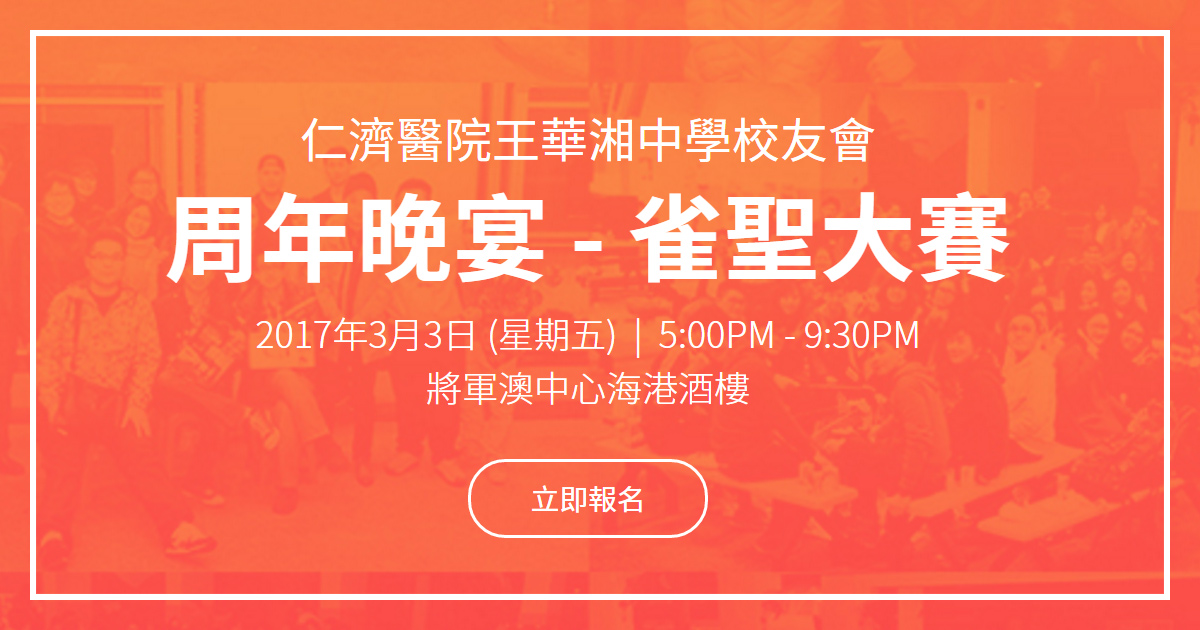 仁濟醫院王華湘中學校友會
周年晚宴 - 雀聖大賽
2017年3月3日 (星期五) | 5:00PM - 9:30PM
將軍澳中心海港酒樓
立即報名